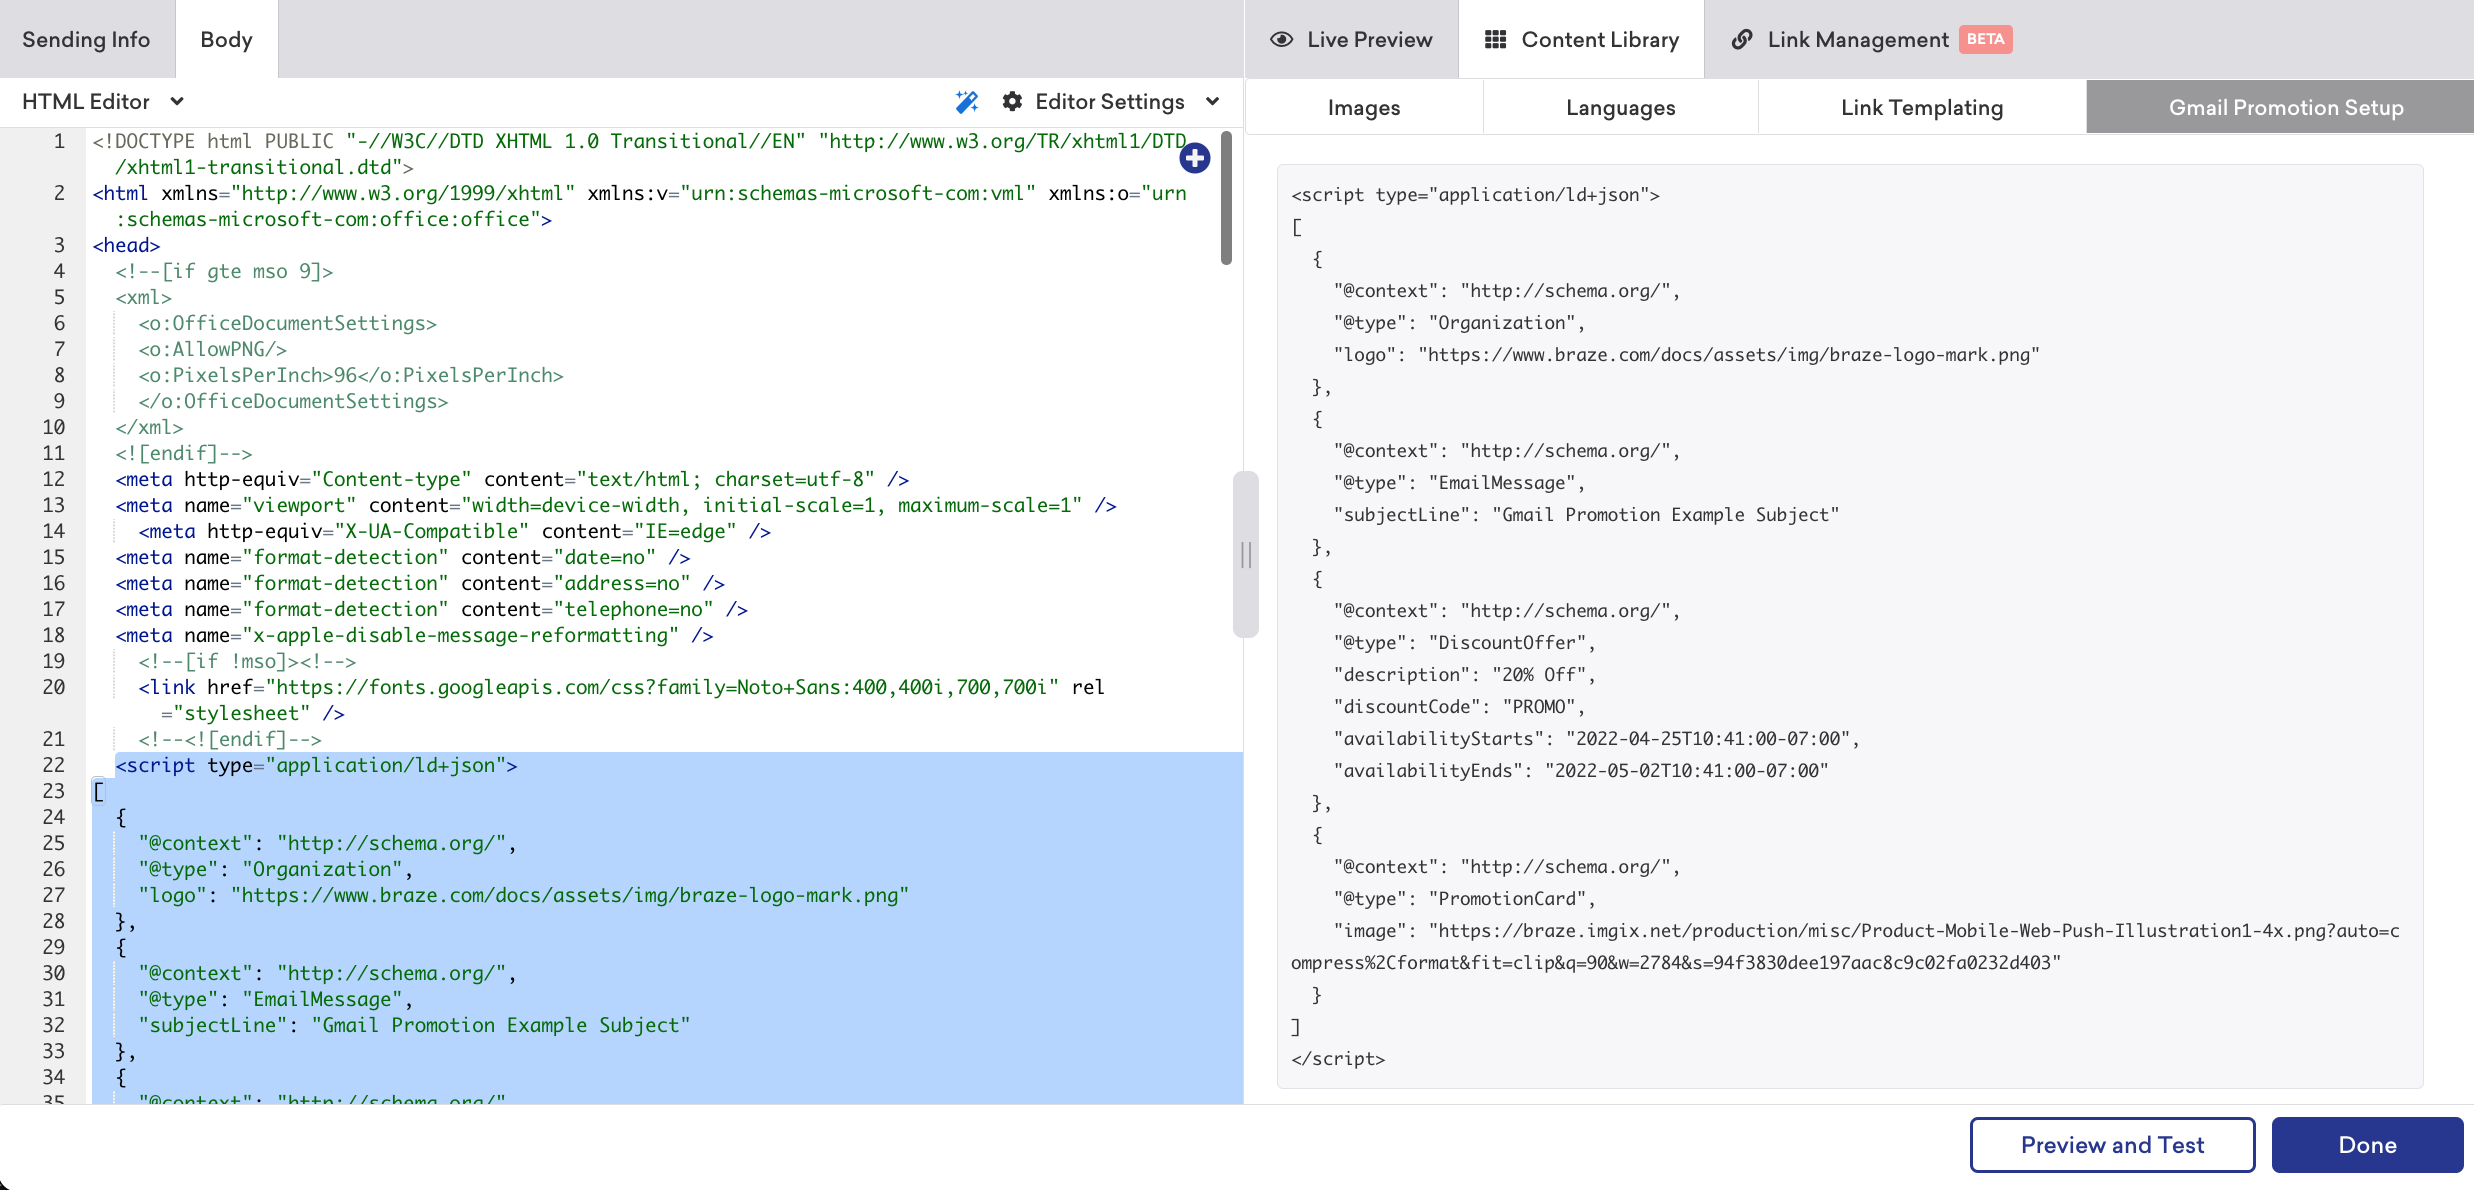 Sending Info
Body
HTML Editor
Editor Settings
1 <!DOCTYPE html PUBLIC "-//W3C//DTD XHTML 1.0 Transitional//EN" "http://www.w3.org/TR/xhtml1/DTD
/xhtml1-transitional.dtd">
2 <html xmlns="http://www.w3.org/1999/xhtml" xmlns:v="urn:schemas-microsoft-com:vml" xmlns:o="urn
:schemas-microsoft-com:office:office">
3 <head>
4 <!--[if gte mso 9]>
5 <xml>
6 <o:OfficeDocumentSettings>
7 <o:AllowPNG/>
8 <o:PixelsPerInch>96</o:PixelsPerInch>
9 </o:OfficeDocumentSettings>
10 </xml>
11 <![endif]-->
12 <meta http-equiv="Content-type" content="text/html; charset=utf-8" />
13 <meta name="viewport" content="width=device-width, initial-scale=1, maximum-scale=1" />
14 <meta http-equiv="X-UA-Compatible" content="IE=edge" />
15 <meta name="format-detection" content="date=no" />
16 <meta name="format-detection" content="address=no" />
17 <meta name="format-detection" content="telephone=no" />
18 <meta name="x-apple-disable-message-reformatting" />
19 <!--[if !mso]><!-->
20 <link href="https://fonts.googleapis.com/css?family=Noto+Sans:400,400i,700,700i" rel
="stylesheet" />
21 <!--<![endif]-->
22 <script type="application/ld+json">
23 [
24 {
25 "@context": "http://schema.org/",
26 "@type": "Organization",
27 "logo": "https://www.braze.com/docs/assets/img/braze-logo-mark.png"
28 },
29 {
30 "@context": "http://schema.org/",
31 "@type": "EmailMessage",
32 "subjectLine": "Gmail Promotion Example Subject"
33 },
34 {
35 "@context": "http://schema.org/"
Live Preview
Content Library
Link Management BETA
Images
Languages
Link Templating
Gmail Promotion Setup
<script type="application/ld+json">
[
{
"@context": "http://schema.org/",
"@type": "Organization",
"logo": "https://www.braze.com/docs/assets/img/braze-logo-mark.png"
},
{
"@context": "http://schema.org/",
"@type": "EmailMessage",
"subjectLine": "Gmail Promotion Example Subject"
},
{
"@context": "http://schema.org/",
"@type": "DiscountOffer",
"description": "20% Off",
"discountCode": "PROMO",
"availabilityStarts": "2022-04-25T10:41:00-07:00",
"availabilityEnds": "2022-05-02T10:41:00-07:00"
},
{
"@context": "http://schema.org/",
"@type": "PromotionCard",
"image": "https://braze.imgix.net/production/misc/Product-Mobile-Web-Push-Illustration1-4x.png?auto=c
ompress%2Cformat&fit=clip&q=90&w=2784&s=94f3830dee197aac8c9c02fa0232d403"
}
]
</script>
Preview and Test
Done